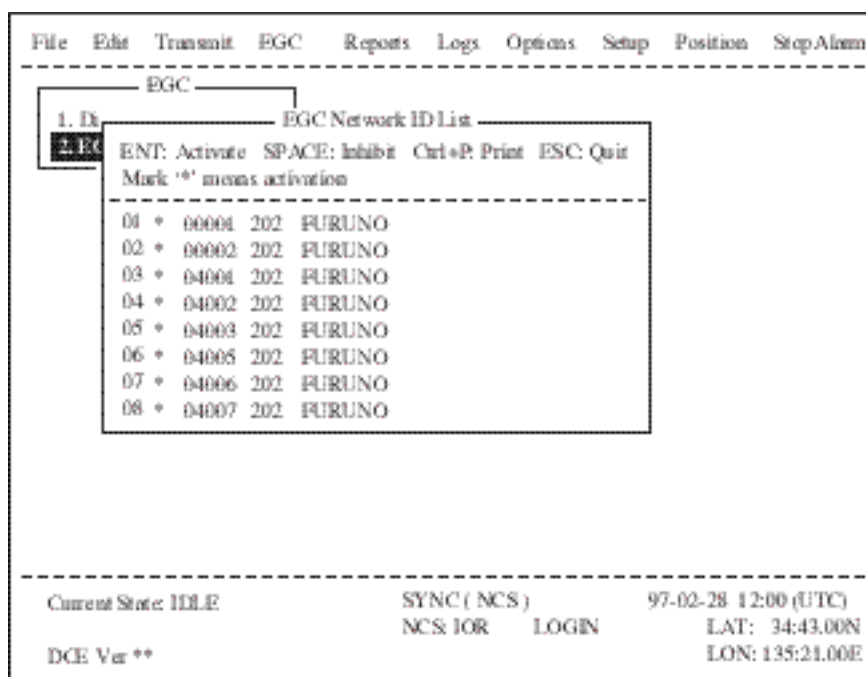 File Edit Transmit EGC Reports Logs Options Setup Position StopAlarm
EGC
1. Di
2. EG
EGC Network ID List
ENT: Activate SPACE: Inhibit Ctrl+P: Print ESC: Quit
Mark '*' means activation
01 * 00001 202 FURUNO
02 * 00002 202 FURUNO
03 * 04001 202 FURUNO
04 * 04002 202 FURUNO
05 * 04003 202 FURUNO
06 * 04005 202 FURUNO
07 * 04006 202 FURUNO
08 * 04007 202 FURUNO
Current State: IDLE SYNC ( NCS ) 97-02-28 12:00 (UTC)
NCS: IOR LOGIN LAT: 34:43.00N
DCE Ver ** LON: 135:21.00E